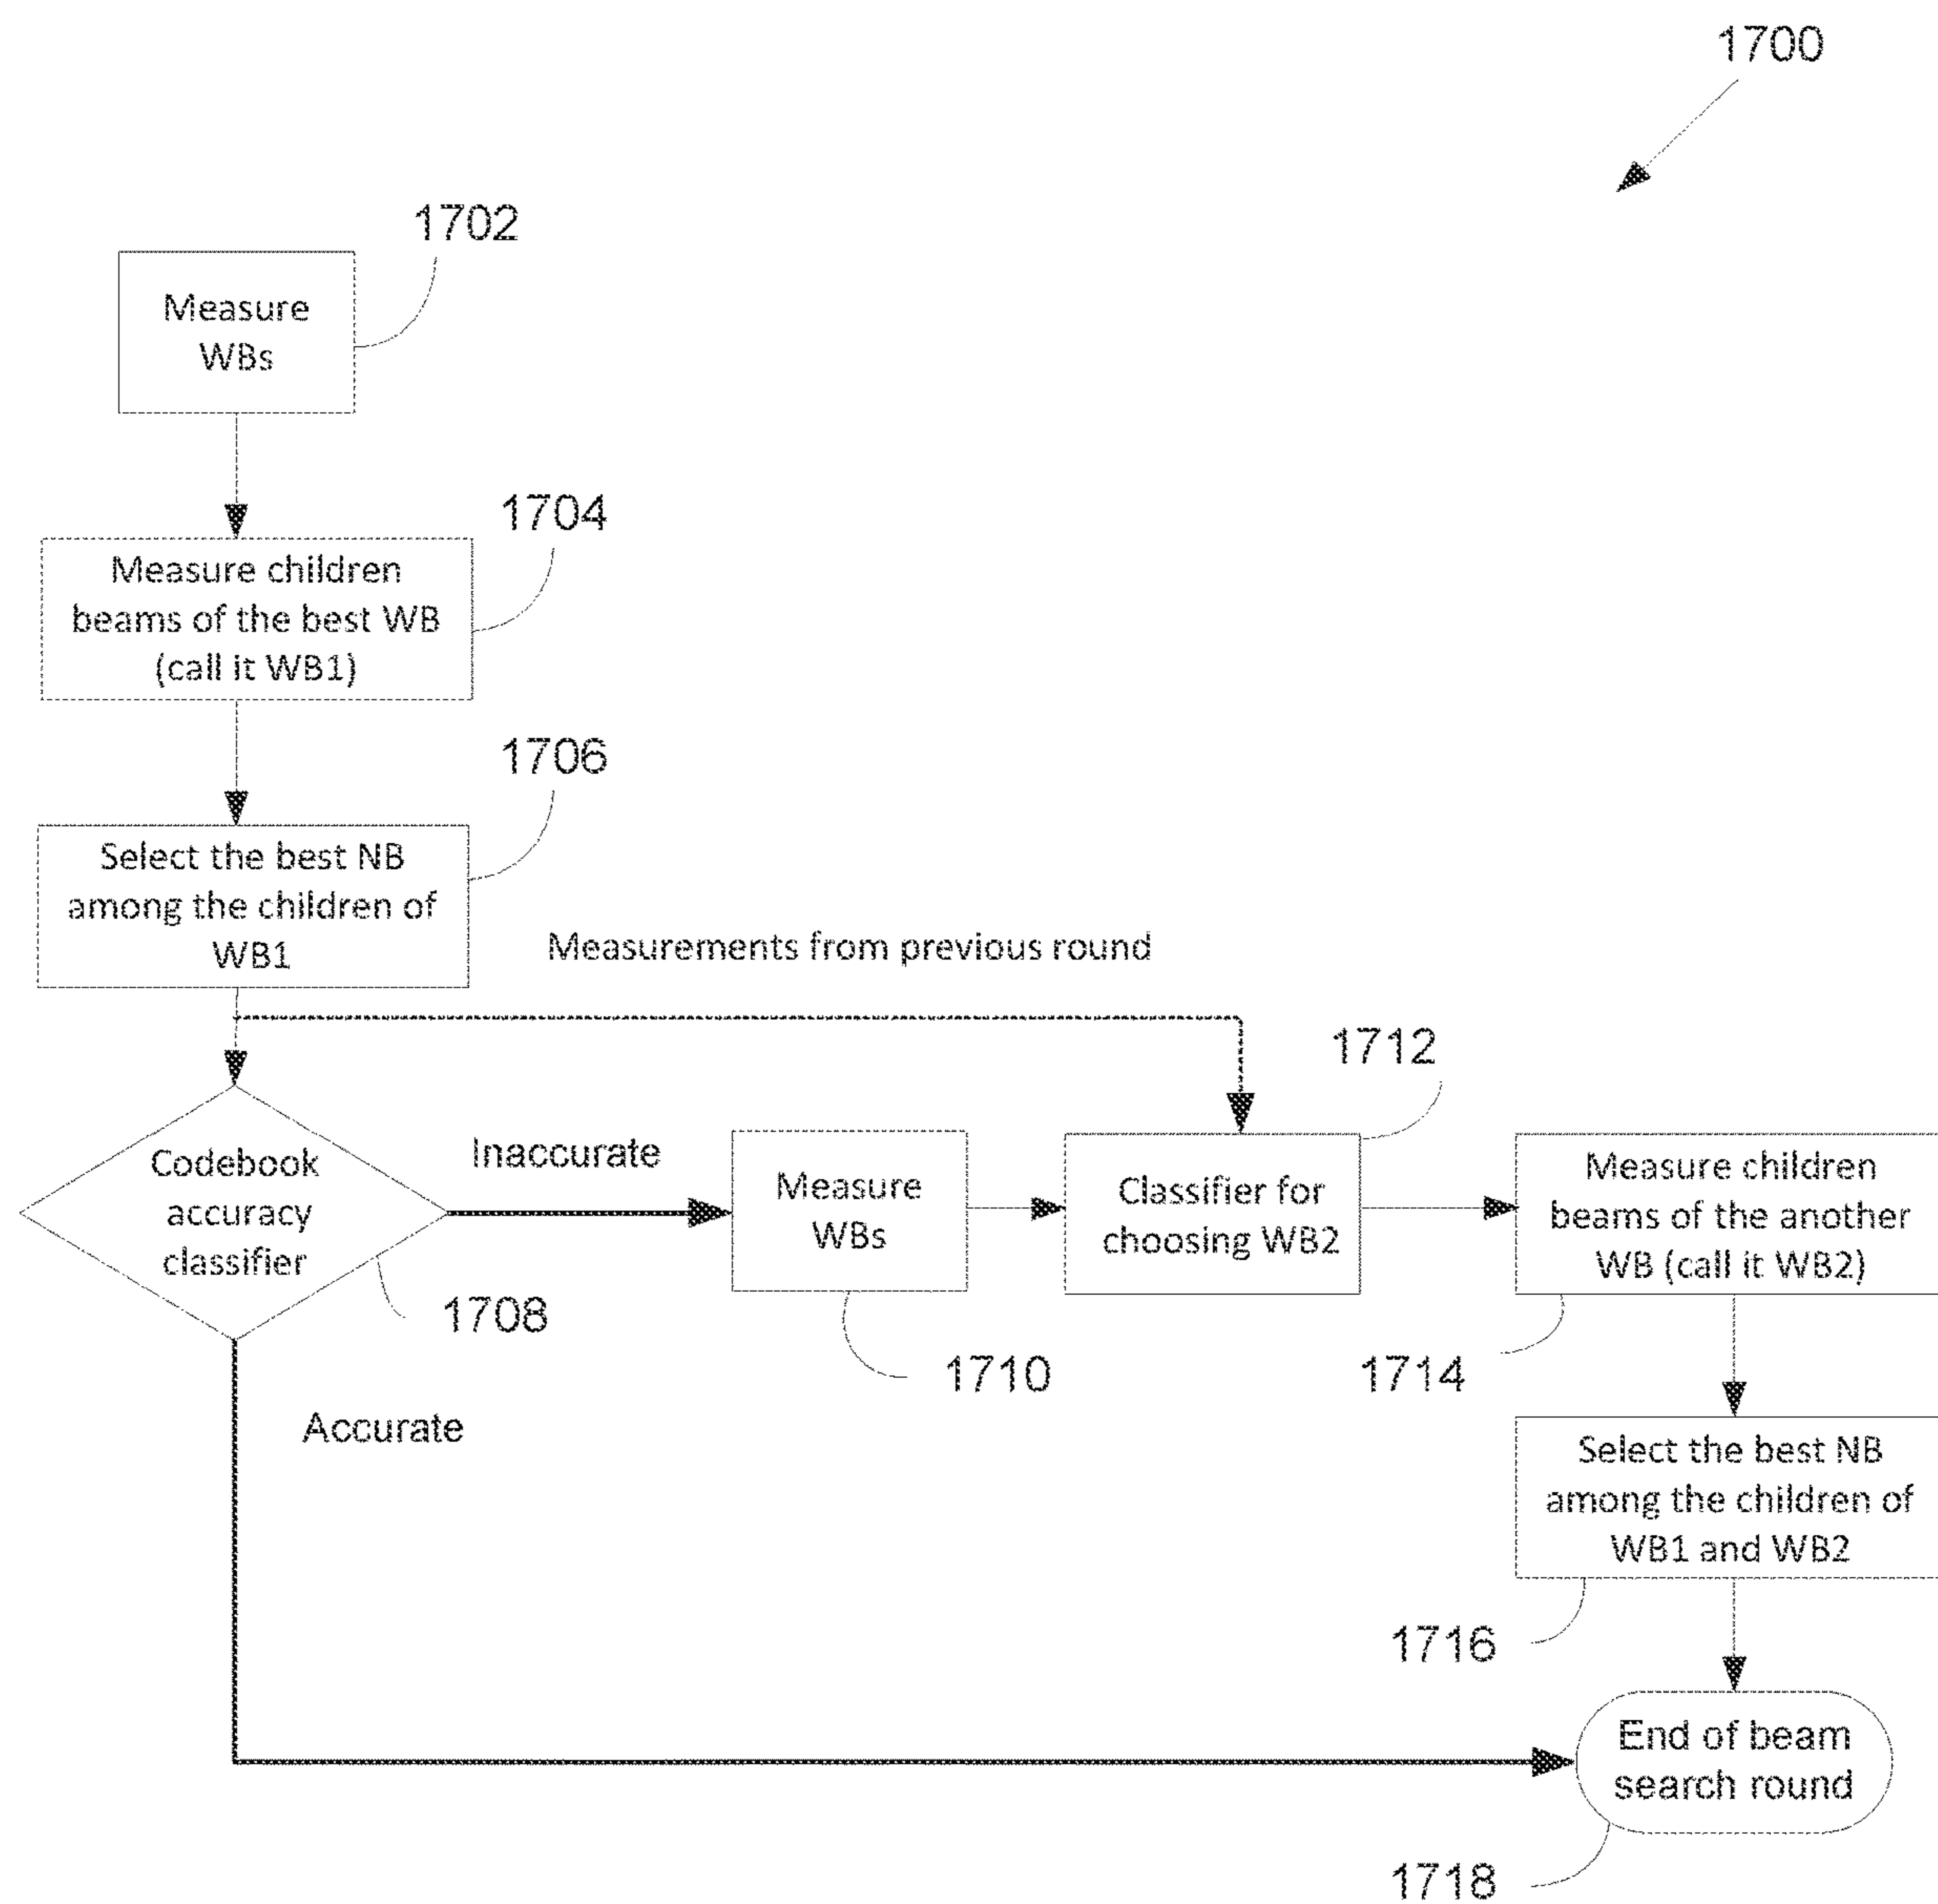 1700
1702
Measure
WBs
1704
Measure children
beams of the best WB
(call it WB1)
1706
Select the best NB
among the children of
WB1
Measurements from previous round
1712
Codebook
accuracy
classifier
Inaccurate
Measure
WBs
Classifier for
choosing WB2
Measure children
beams of the another
WB (call it WB2)
1708
1710
1714
Accurate
Select the best NB
among the children of
WB1 and WB2
1716
End of beam
search round
1718